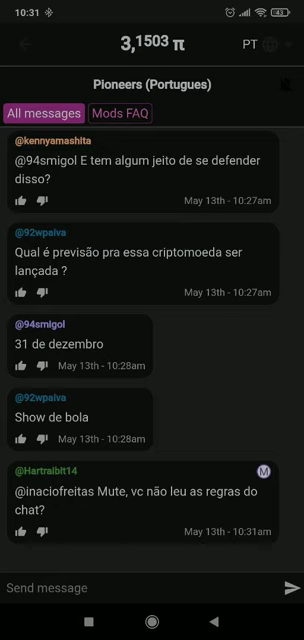 10:31
43
3,1503 π
PT
Pioneers (Portugues)
All messages
Mods FAQ
@kennyamashita
@94smigol E tem algum jeito de se defender
disso?
May 13th - 10:27am
@92wpaiva
Qual é previsão pra essa criptomoeda ser
lançada ?
May 13th - 10:27am
@94smigol
31 de dezembro
May 13th - 10:28am
@92wpaiva
Show de bola
May 13th - 10:28am
@Hartraibit14
M
@inaciofreitas Mute, vc não leu as regras do
chat?
May 13th - 10:31am
Send message